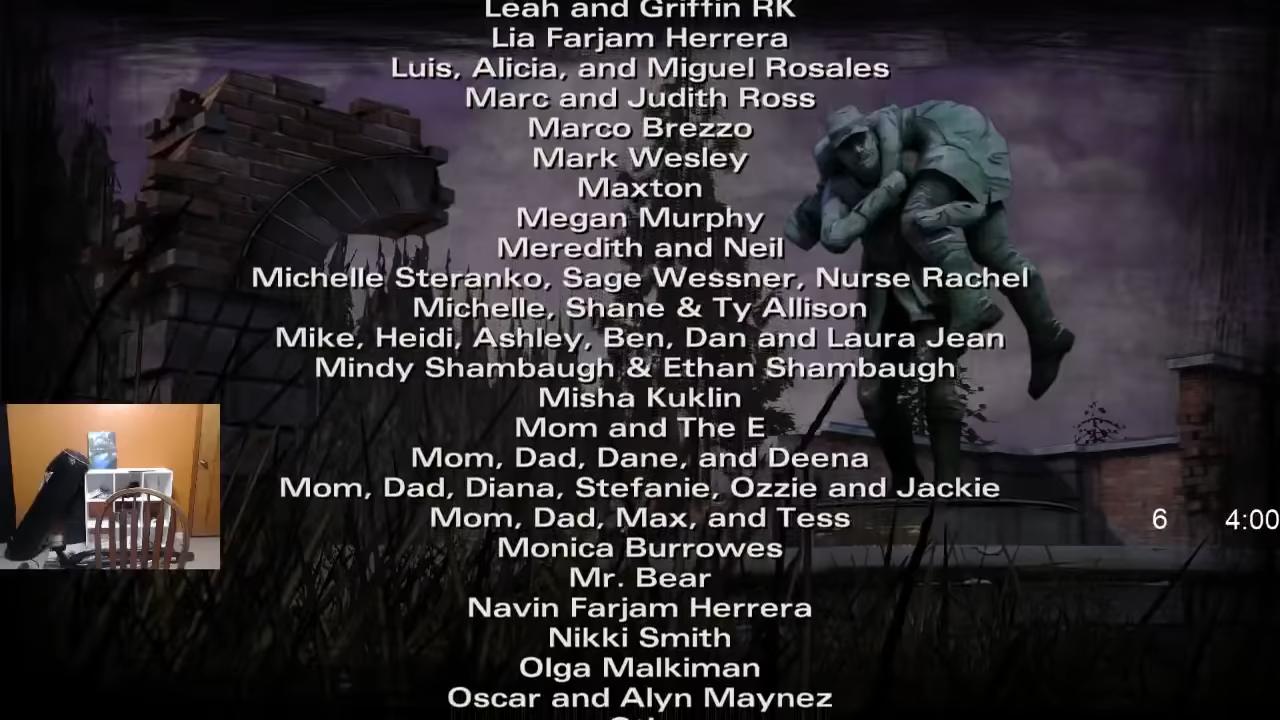 Leah and Griffin RK
Lia Farjam Herrera
Luis, Alicia, and Miguel Rosales
Marc and Judith Ross
Marco Brezzo
Mark Wesley
Maxton
Megan Murphy
Meredith and Neil
Michelle Steranko, Sage Wessner, Nurse Rachel
Michelle, Shane & Ty Allison
Mike, Heidi, Ashley, Ben, Dan and Laura Jean
Mindy Shambaugh & Ethan Shambaugh
Misha Kuklin
Mom and The E
Mom, Dad, Dane, and Deena
Mom, Dad, Diana, Stefanie, Ozzie and Jackie
Mom, Dad, Max, and Tess
6 4:00
Monica Burrowes
Mr. Bear
Navin Farjam Herrera
Nikki Smith
Olga Malkiman
Oscar and Alyn Maynez